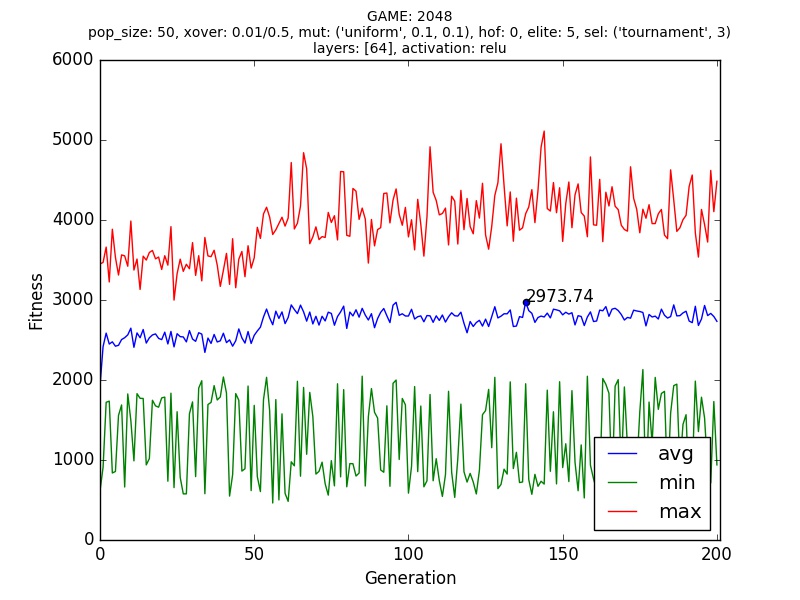 GAME: 2048
pop_size: 50, xover: 0.01/0.5, mut: ('uniform', 0.1, 0.1), hof: 0, elite: 5, sel: ('tournament', 3)
layers: [64], activation: relu
6000
5000
4000
3000
2000
1000
0
Fitness
2973.74
avg
min
max
0
50
100
150
200
Generation